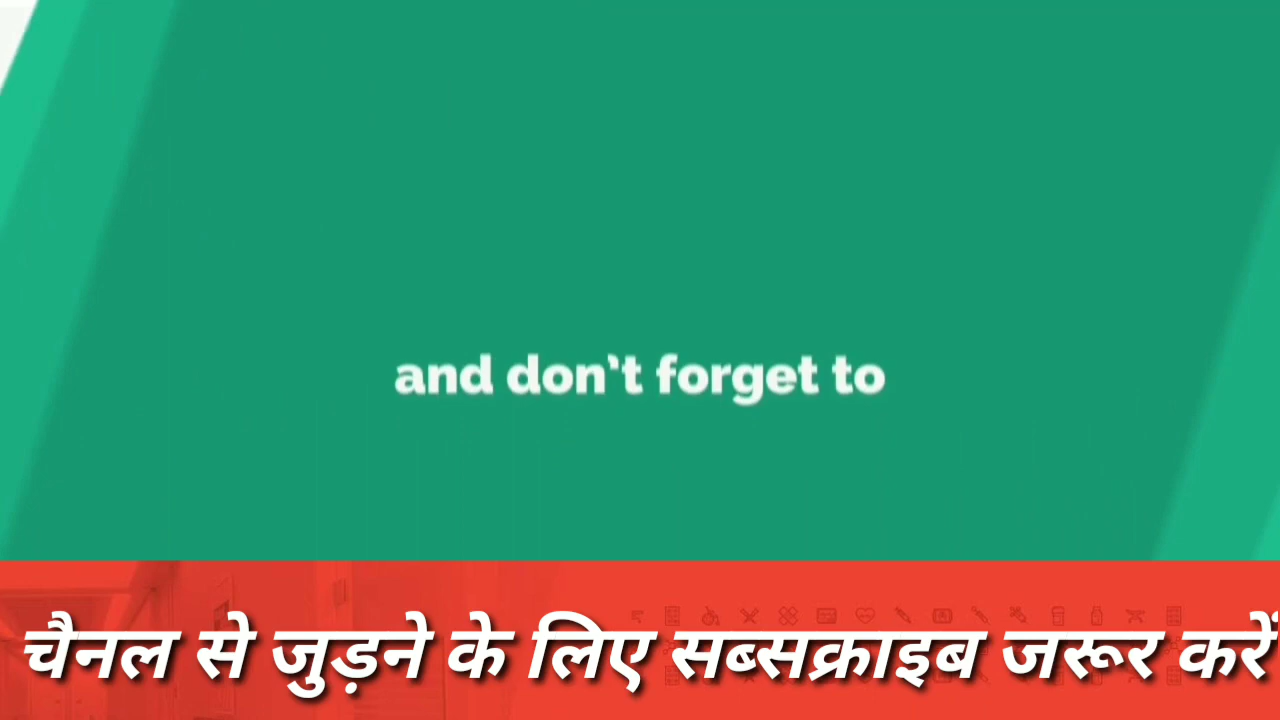 and don't forget to
चैनल से जुड़ने के लिए सब्सक्राइब जरूर करें